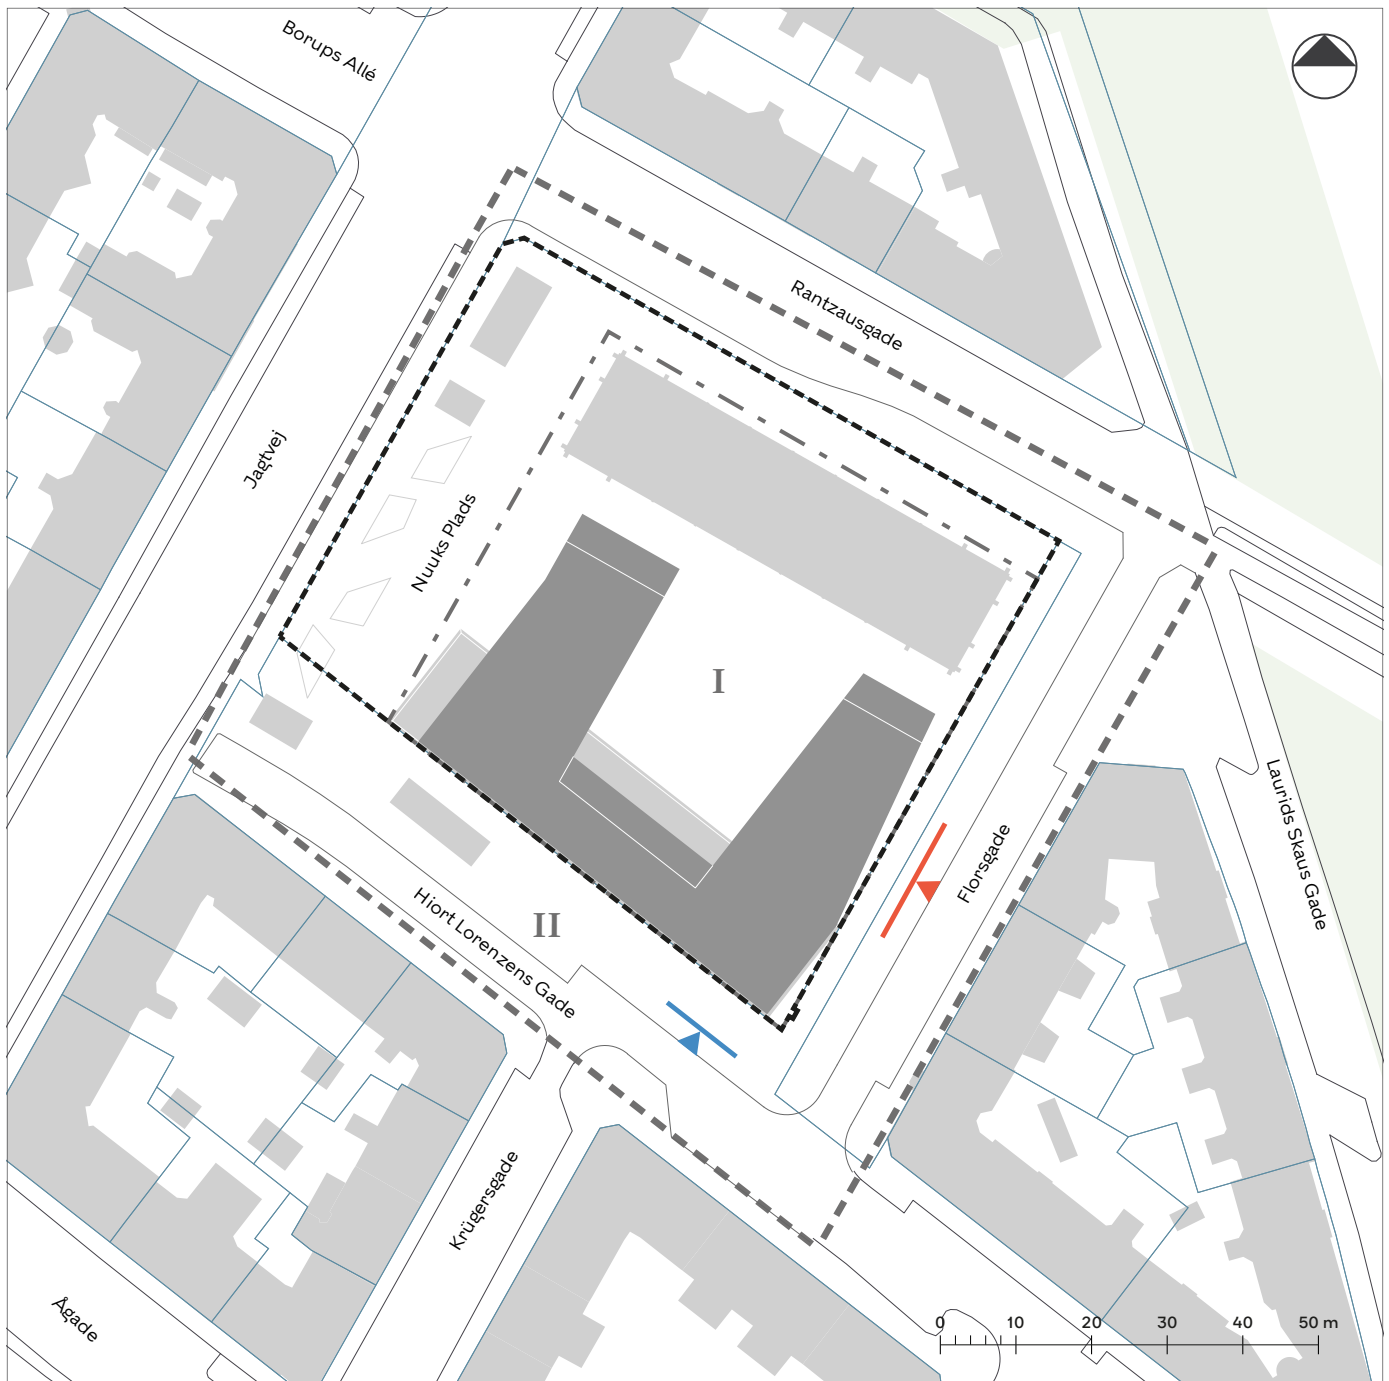 Borups Allé
Rantzausgade
Jagtvej
Nuuks Plads
I
Laurids Skaus Gade
Florsgade
Hiort Lorenzens Gade
II
Krügersgade
Ågade
0 10 20 30 40 50 m